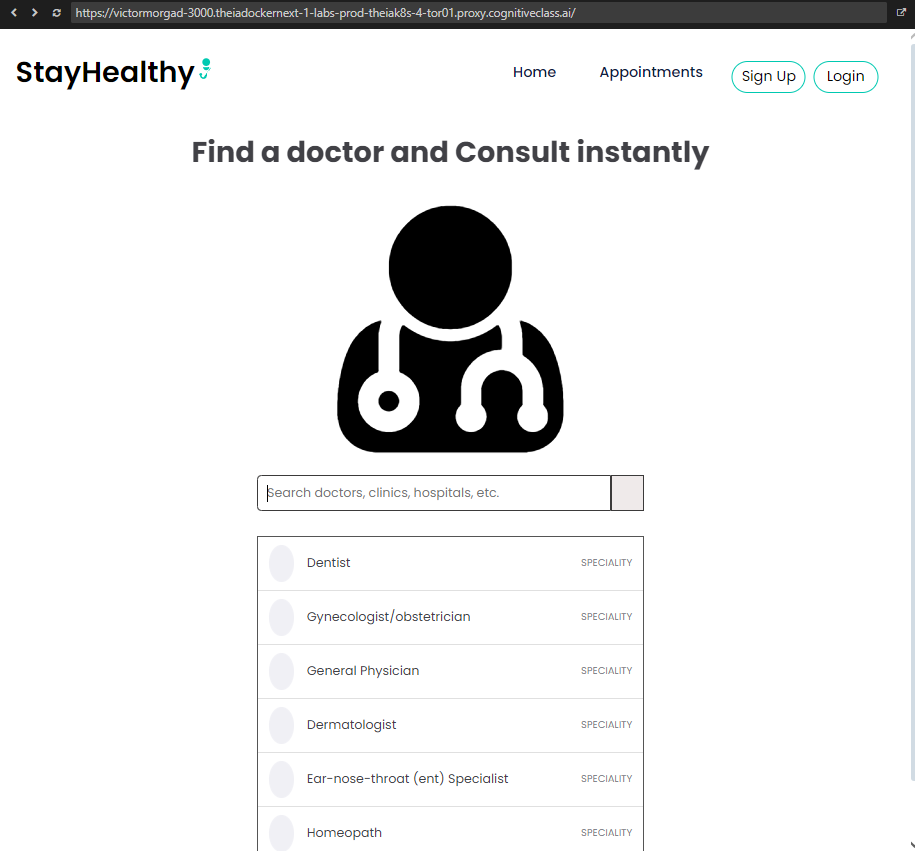 https://victormorgad-3000.theiadockernext-1-labs-prod-theiak8s-4-tor01.proxy.cognitiveclass.ai/
StayHealthy Home Appointments Sign Up Login
Find a doctor and Consult instantly
Search doctors, clinics, hospitals, etc.
Dentist SPECIALITY
Gynecologist/obstetrician SPECIALITY
General Physician SPECIALITY
Dermatologist SPECIALITY
Ear-nose-throat (ent) Specialist SPECIALITY
Homeopath SPECIALITY